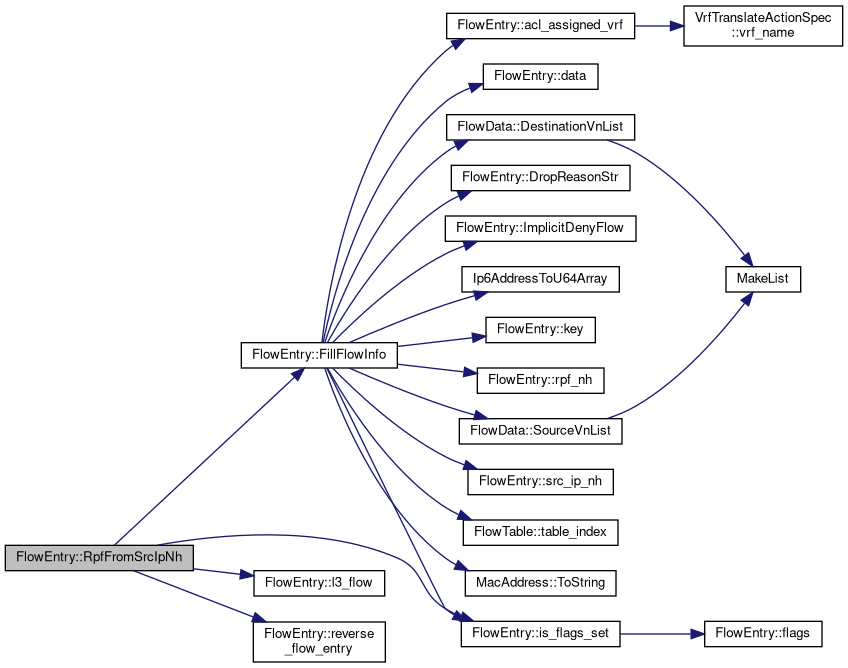 FlowEntry::acl_assigned_vrf
VrfTranslateActionSpec
::vrf_name
FlowEntry::data
FlowData::DestinationVnList
FlowEntry::DropReasonStr
FlowEntry::ImplicitDenyFlow
Ip6AddressToU64Array
MakeList
FlowEntry::key
FlowEntry::FillFlowInfo
FlowEntry::rpf_nh
FlowData::SourceVnList
FlowEntry::src_ip_nh
FlowTable::table_index
FlowEntry::RpfFromSrcIpNh
FlowEntry::l3_flow
MacAddress::ToString
FlowEntry::reverse
_flow_entry
FlowEntry::is_flags_set
FlowEntry::flags